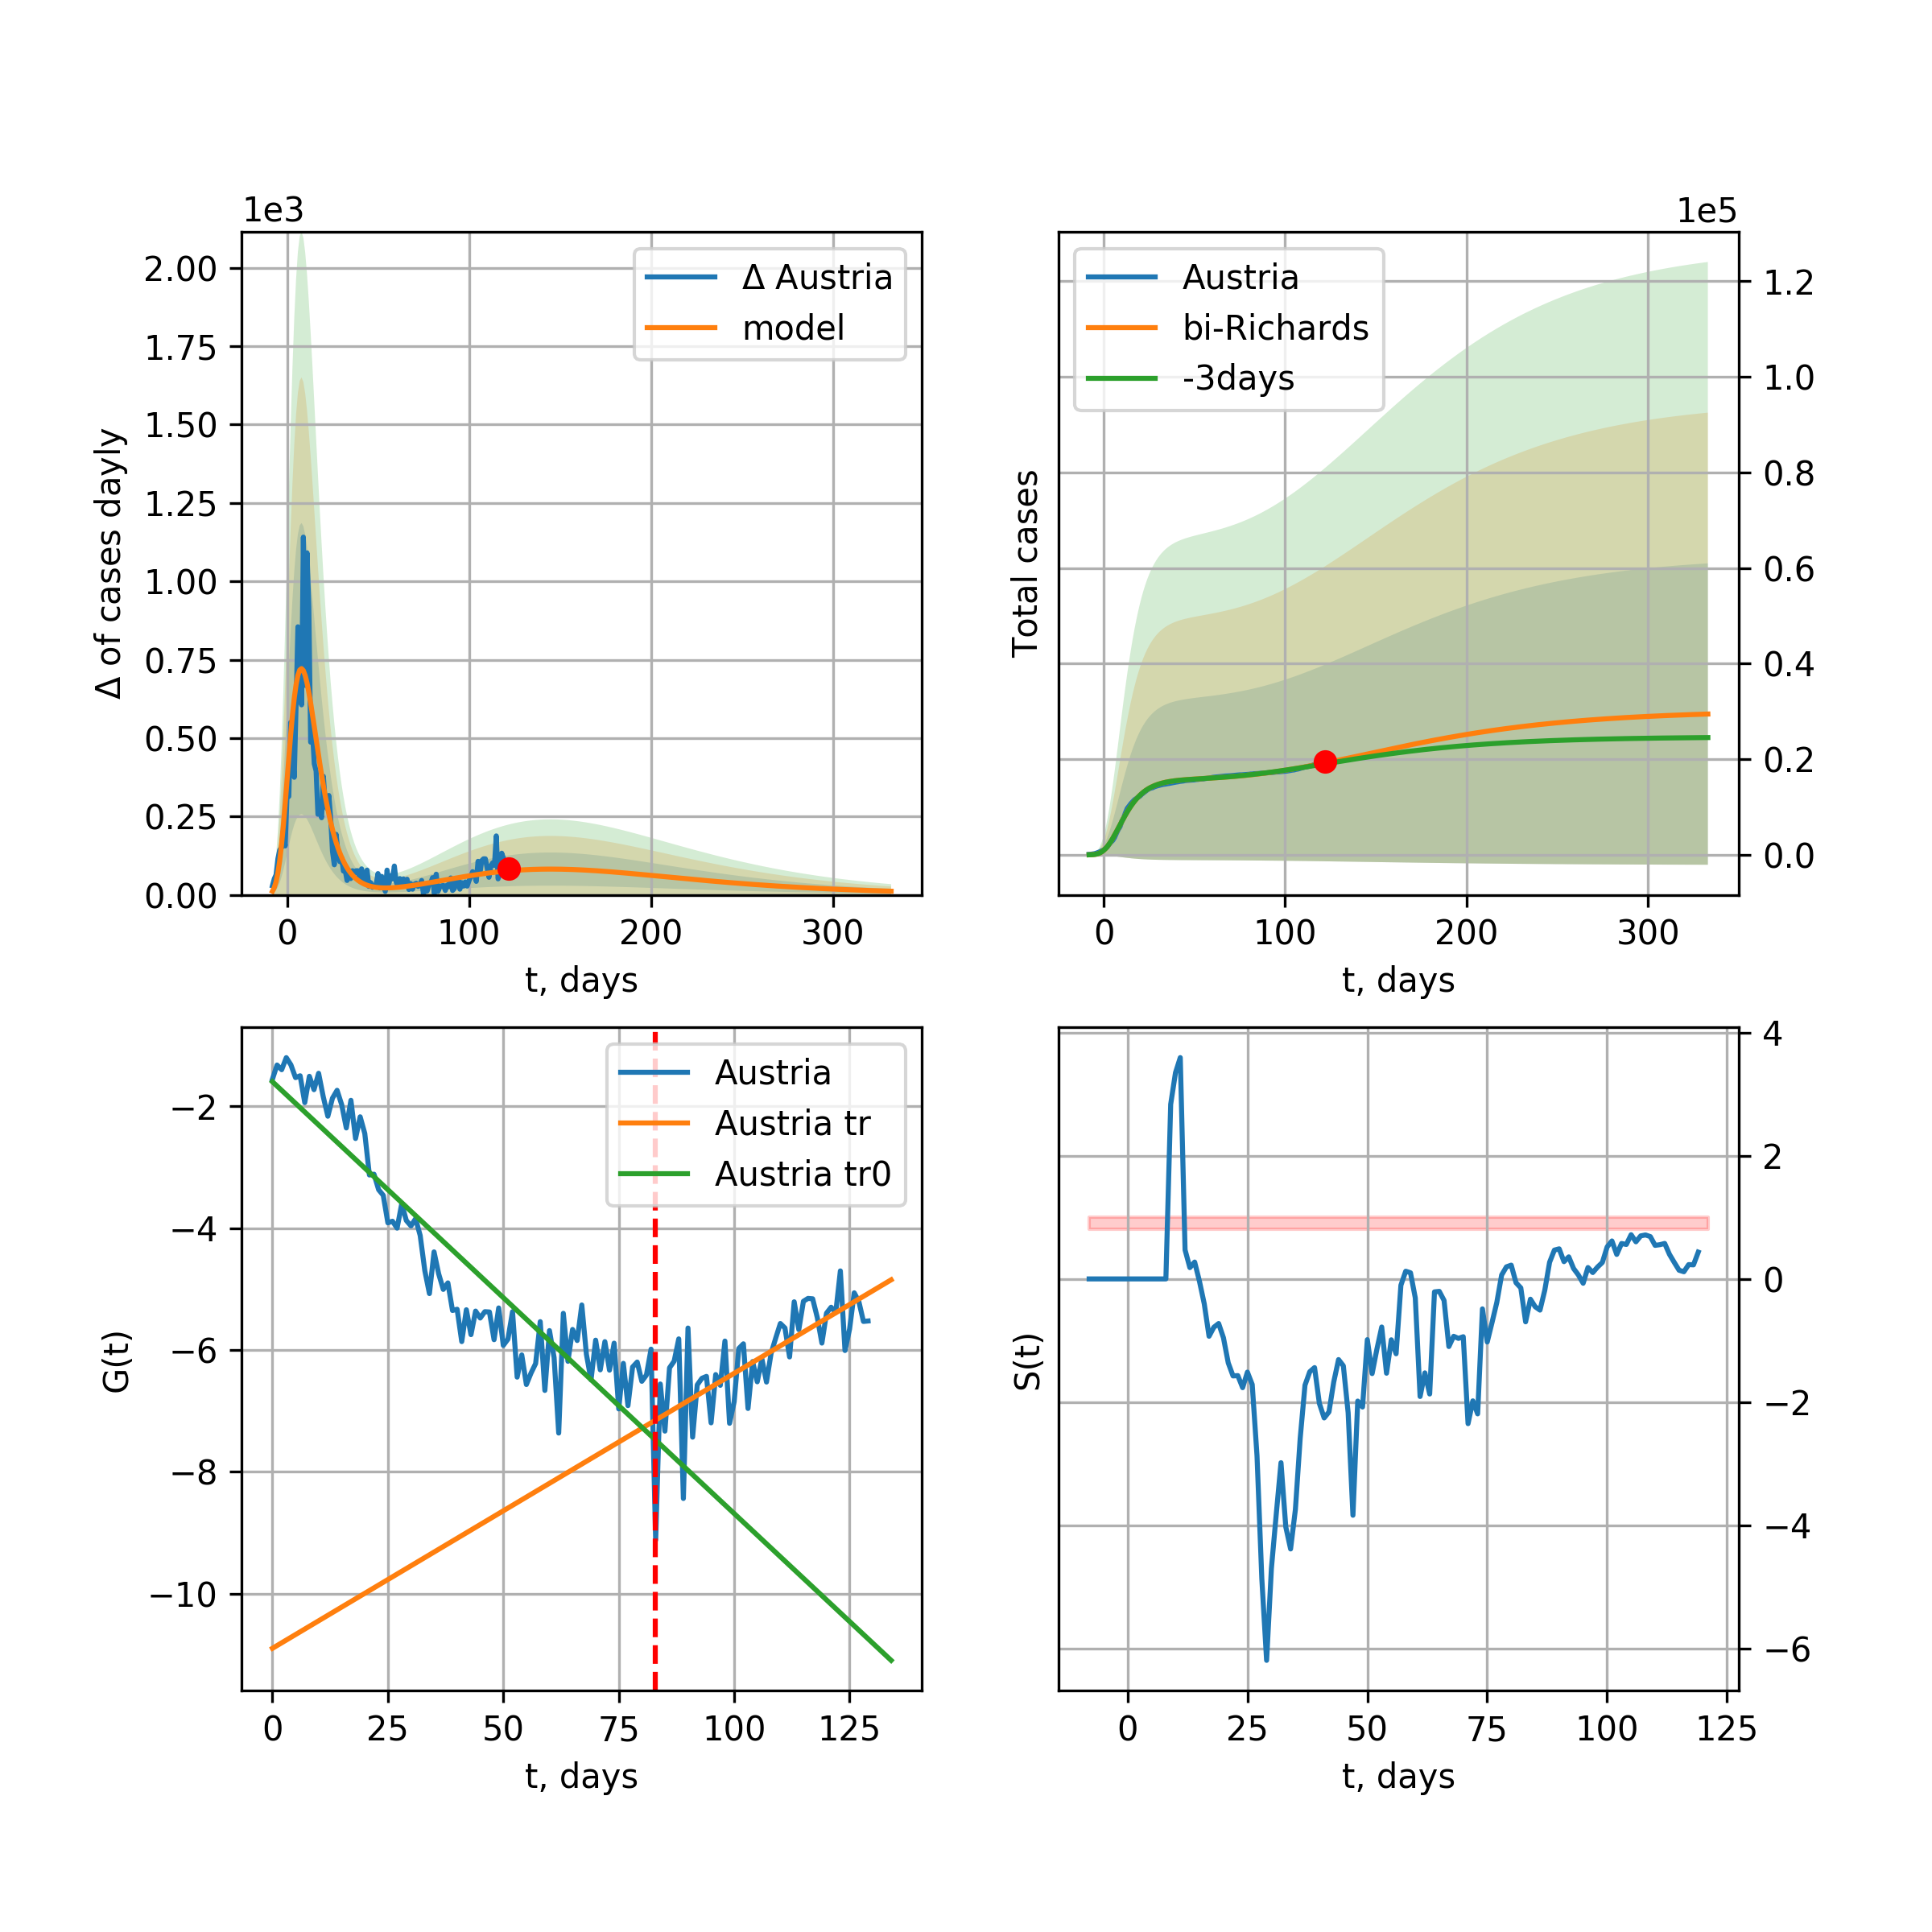 1e3
2.00
1.75
1.50
1.25
1.00
0.75
0.50
0.25
0.00
Δ of cases dayly
Δ Austria
model
0
100
200
300
t, days
1e5
Austria
bi-Richards
-3days
Total cases
1.2
1.0
0.8
0.6
0.4
0.2
0.0
0
100
200
300
t, days
−2
−4
−6
−8
−10
G(t)
Austria
Austria tr
Austria tr0
0
25
50
75
100
125
t, days
S(t)
4
2
0
−2
−4
−6
0
25
50
75
100
125
t, days